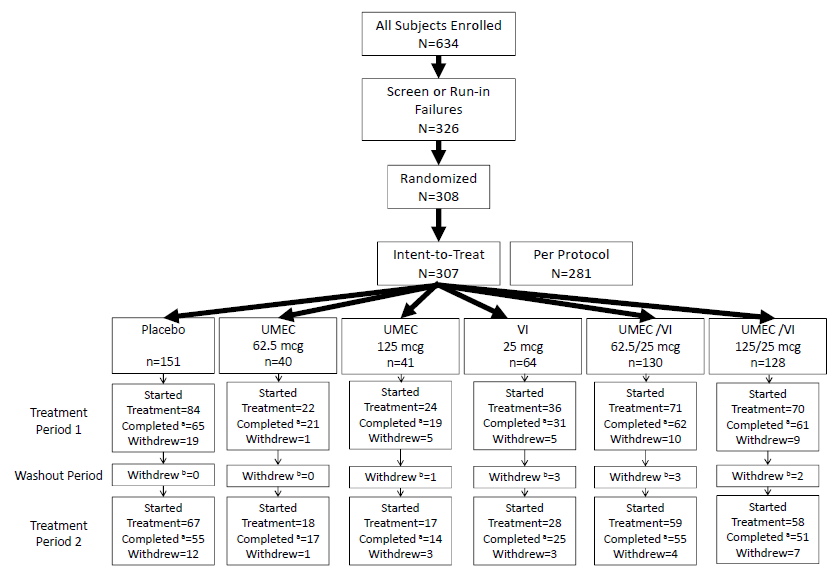 All Subjects Enrolled
N=634
Screen or Run-in
Failures
N=326
Randomized
N=308
Intent-to-Treat
N=307
Per Protocol
N=281
Placebo
n=151
UMEC
62.5 mcg
n=40
UMEC
125 mcg
n=41
VI
25 mcg
n=64
UMEC /VI
62.5/25 mcg
n=130
UMEC /VI
125/25 mcg
n=128
Treatment
Period 1
Started
Treatment=84
Completed ª=65
Withdrew=19
Started
Treatment=22
Completed ª=21
Withdrew=1
Started
Treatment=24
Completed ª=19
Withdrew=5
Started
Treatment=36
Completed ª=31
Withdrew=5
Started
Treatment=71
Completed ª=62
Withdrew=10
Started
Treatment=70
Completed ª=61
Withdrew=9
Washout Period
Withdrew ᵇ=0
Withdrew ᵇ=0
Withdrew ᵇ=1
Withdrew ᵇ=3
Withdrew ᵇ=3
Withdrew ᵇ=2
Treatment
Period 2
Started
Treatment=67
Completed ª=55
Withdrew=12
Started
Treatment=18
Completed ª=17
Withdrew=1
Started
Treatment=17
Completed ª=14
Withdrew=3
Started
Treatment=28
Completed ª=25
Withdrew=3
Started
Treatment=59
Completed ª=55
Withdrew=4
Started
Treatment=58
Completed ª=51
Withdrew=7